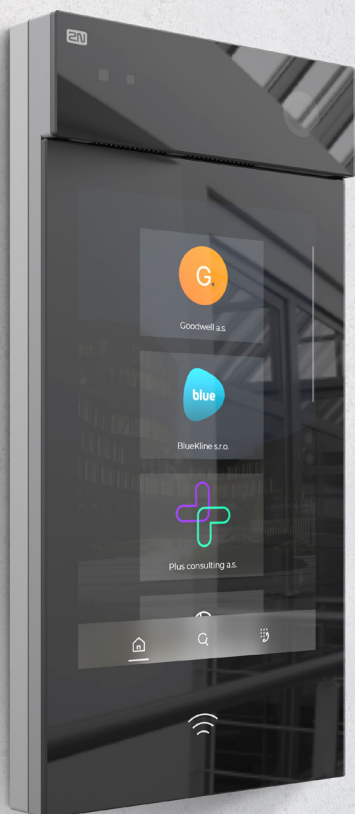 2N
G.
Goodwell a.s.
blue
BlueKline s.r.o.
Plus consulting a.s.